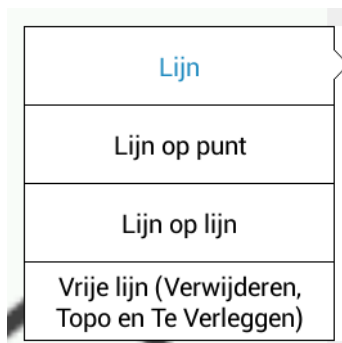 Lijn
Lijn op punt
Lijn op lijn
Vrije lijn (Verwijderen,
Topo en Te Verleggen)